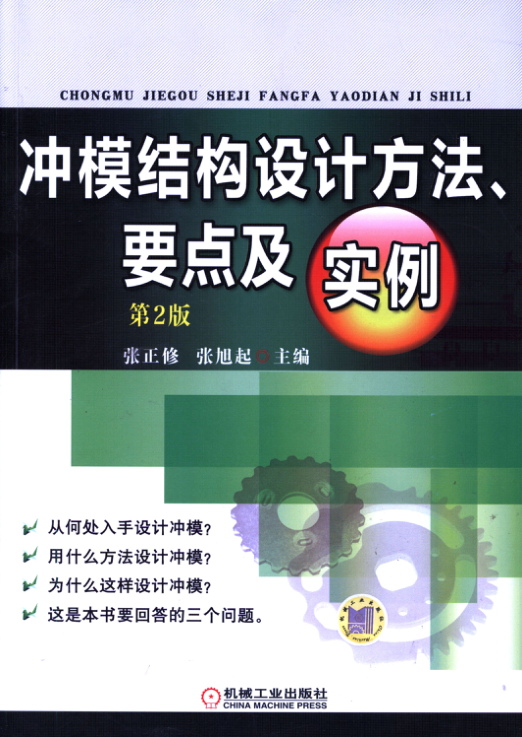 CHONGMU JIEGOU SHEJI FANGFA YAODIAN JI SHILI
冲模结构设计方法、
要点及实例
第2版
张正修 张旭起 主编
从何处入手设计冲模？
用什么方法设计冲模？
为什么这样设计冲模？
这是本书要回答的三个问题。
机械工业出版社
CHINA MACHINE PRESS